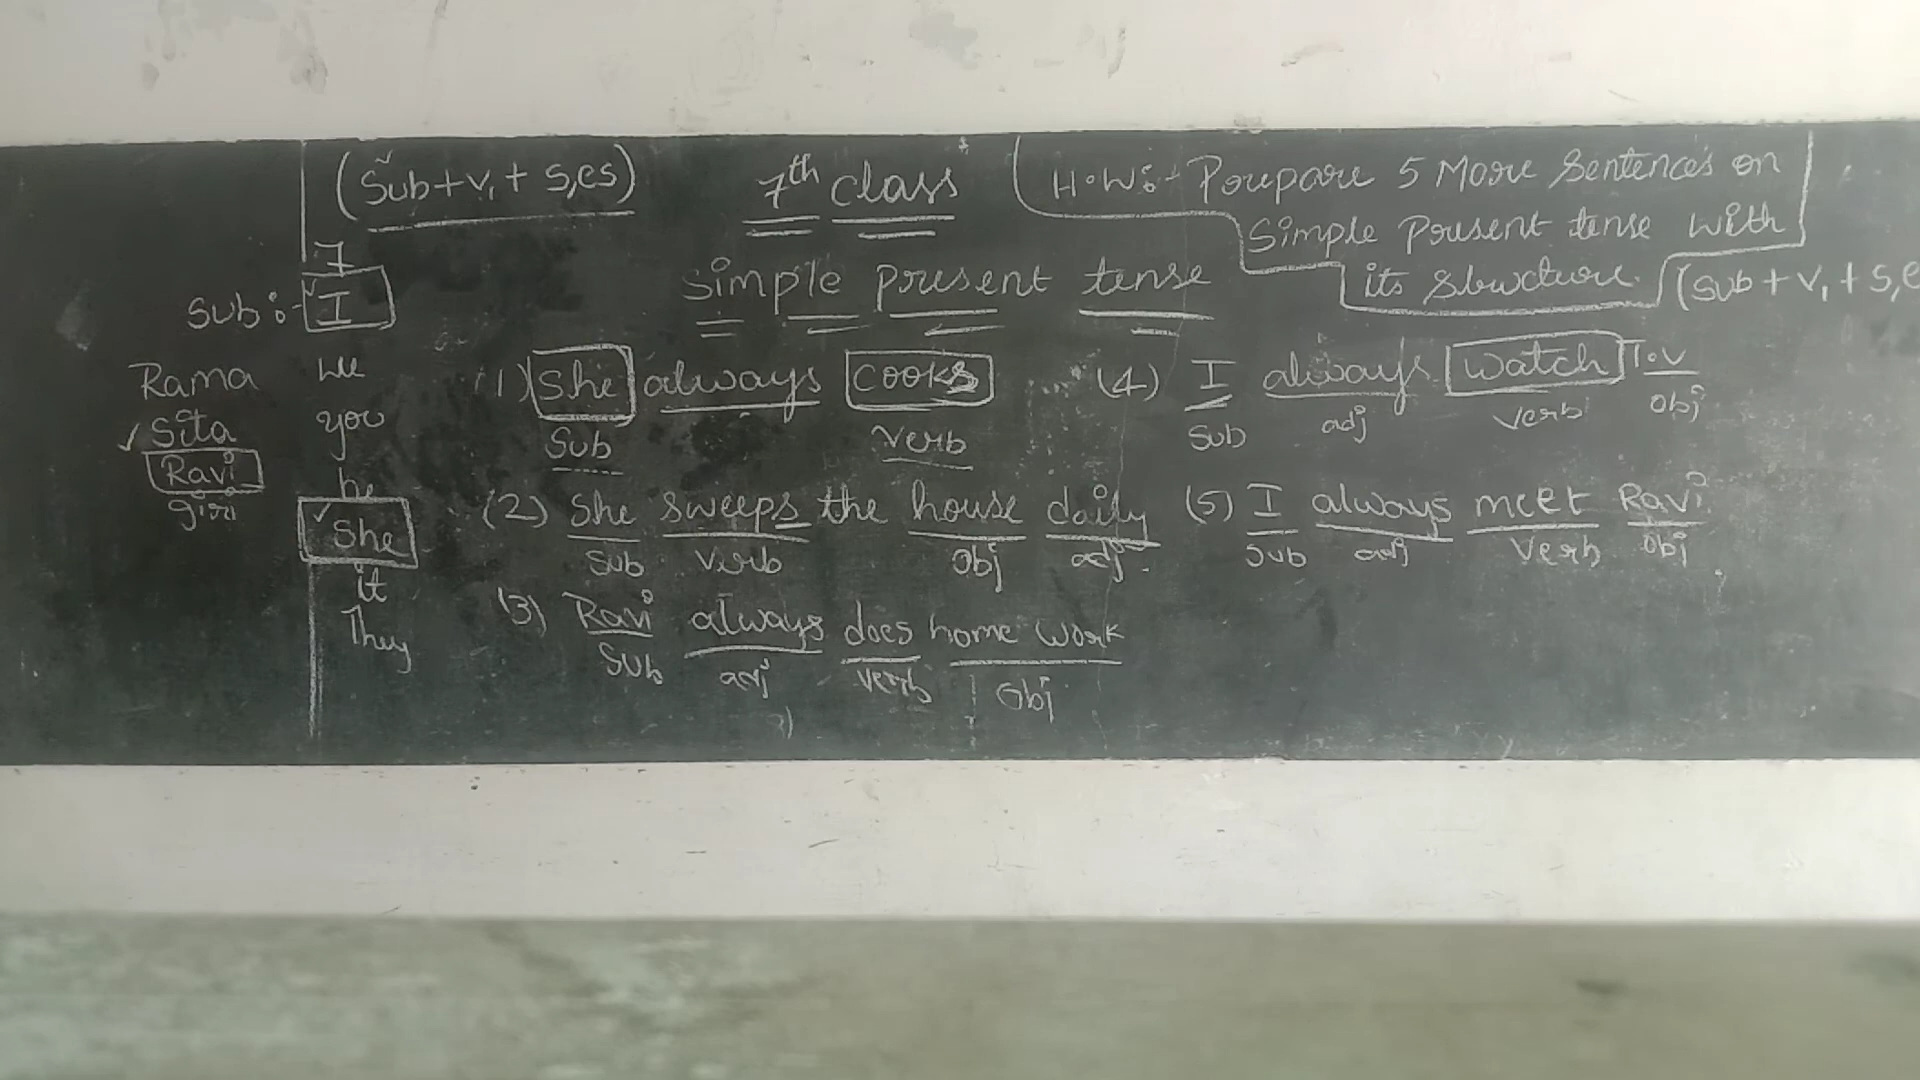 (Sub+V1+ S,es)
7th class
H.W:- Prepare 5 More Sentences on
Simple Present tense with
its structure. (Sub+V1+S,e
simple present tense
7
Sub :- I
we
you
he
She
it
They
Rama
Sita
Ravi
giri
(1) She always cooks
Sub verb
(2) She sweeps the house daily
Sub verb obj adj.
(3) Ravi always does home work
Sub adj verb obj
(4) I always watch T.V
Sub adj verb obj
(5) I always meet Ravi.
Sub adj verb obj